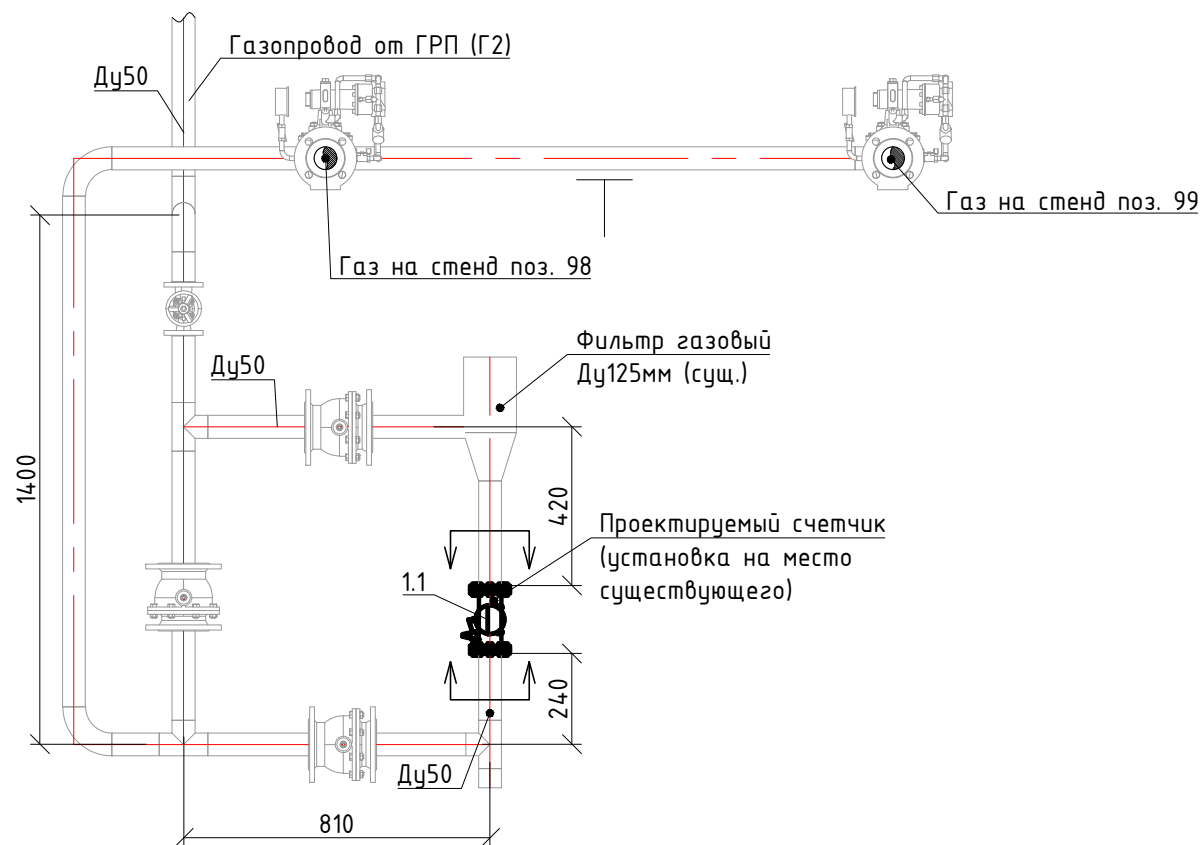 Газопровод от ГРП (Г2)
Ду50
Газ на стенд поз. 99
Газ на стенд поз. 98
Фильтр газовый
Ду125мм (сущ.)
Ду50
1400
420
Проектируемый счетчик
(установка на место
существующего)
1.1
240
Ду50
810